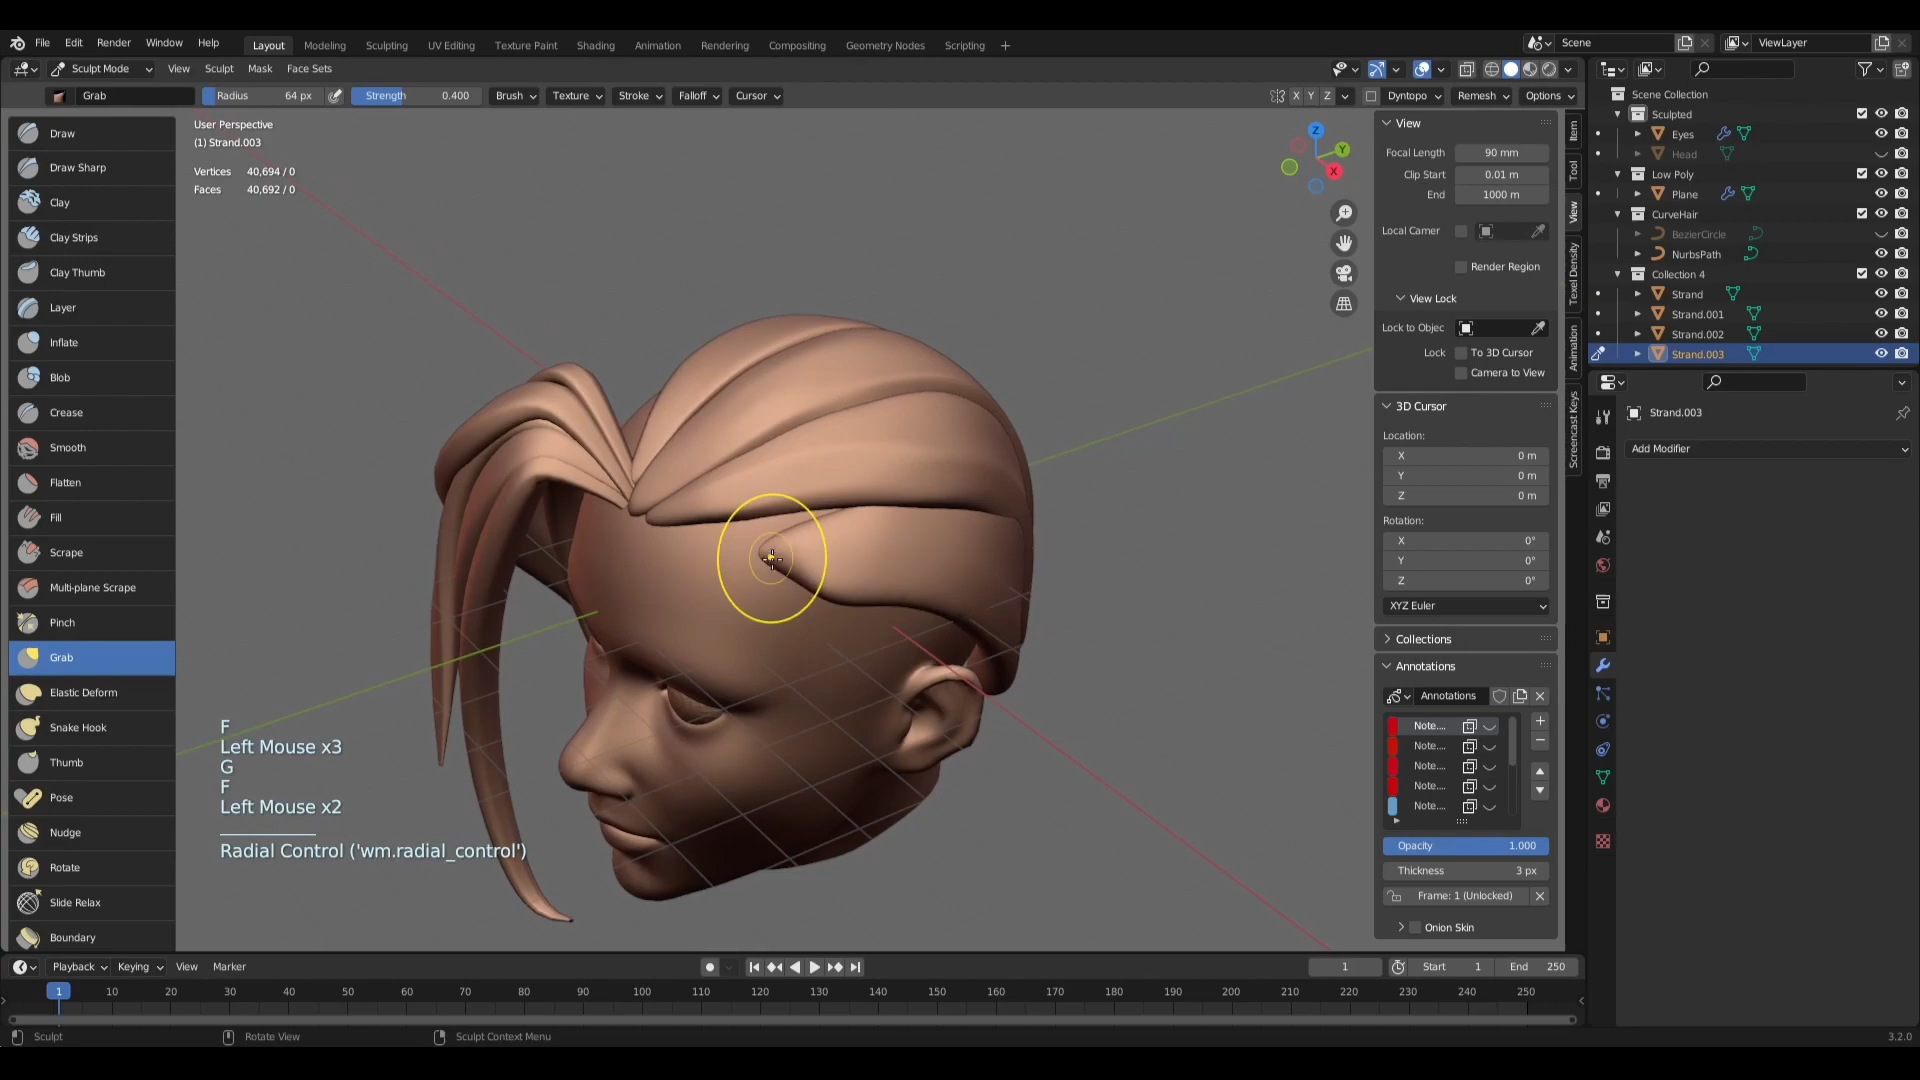 File Edit Render Window Help Layout Modeling Sculpting UV Editing Texture Paint Shading Animation Rendering Compositing Geometry Nodes Scripting + Scene ViewLayer
Sculpt Mode View Sculpt Mask Face Sets
Grab Radius 64 px Strength 0.400 Brush Texture Stroke Falloff Cursor X Y Z Dyntopo Remesh Options
Draw
Draw Sharp
Clay
Clay Strips
Clay Thumb
Layer
Inflate
Blob
Crease
Smooth
Flatten
Fill
Scrape
Multi-plane Scrape
Pinch
Grab
Elastic Deform
Snake Hook
Thumb
Pose
Nudge
Rotate
Slide Relax
Boundary
User Perspective
(1) Strand.003
Vertices 40,694 / 0
Faces 40,692 / 0
Z
Y
X
F
Left Mouse x3
G
F
Left Mouse x2
Radial Control ('wm.radial_control')
View
Focal Length 90 mm
Clip Start 0.01 m
End 1000 m
Local Camer
Render Region
View Lock
Lock to Objec
Lock To 3D Cursor
Camera to View
3D Cursor
Location:
X 0 m
Y 0 m
Z 0 m
Rotation:
X 0°
Y 0°
Z 0°
XYZ Euler
Collections
Annotations
Annotations
Note...
Note...
Note...
Note...
Note...
Opacity 1.000
Thickness 3 px
Frame: 1 (Unlocked)
Onion Skin
Item
Tool
View
Texel Density
Animation
Screencast Keys
Scene Collection
Sculpted
Eyes
Head
Low Poly
Plane
CurveHair
BezierCircle
NurbsPath
Collection 4
Strand
Strand.001
Strand.002
Strand.003
Strand.003
Add Modifier
Playback Keying View Marker 1 Start 1 End 250
1 10 20 30 40 50 60 70 80 90 100 110 120 130 140 150 160 170 180 190 200 210 220 230 240 250
Sculpt Rotate View Sculpt Context Menu 3.2.0